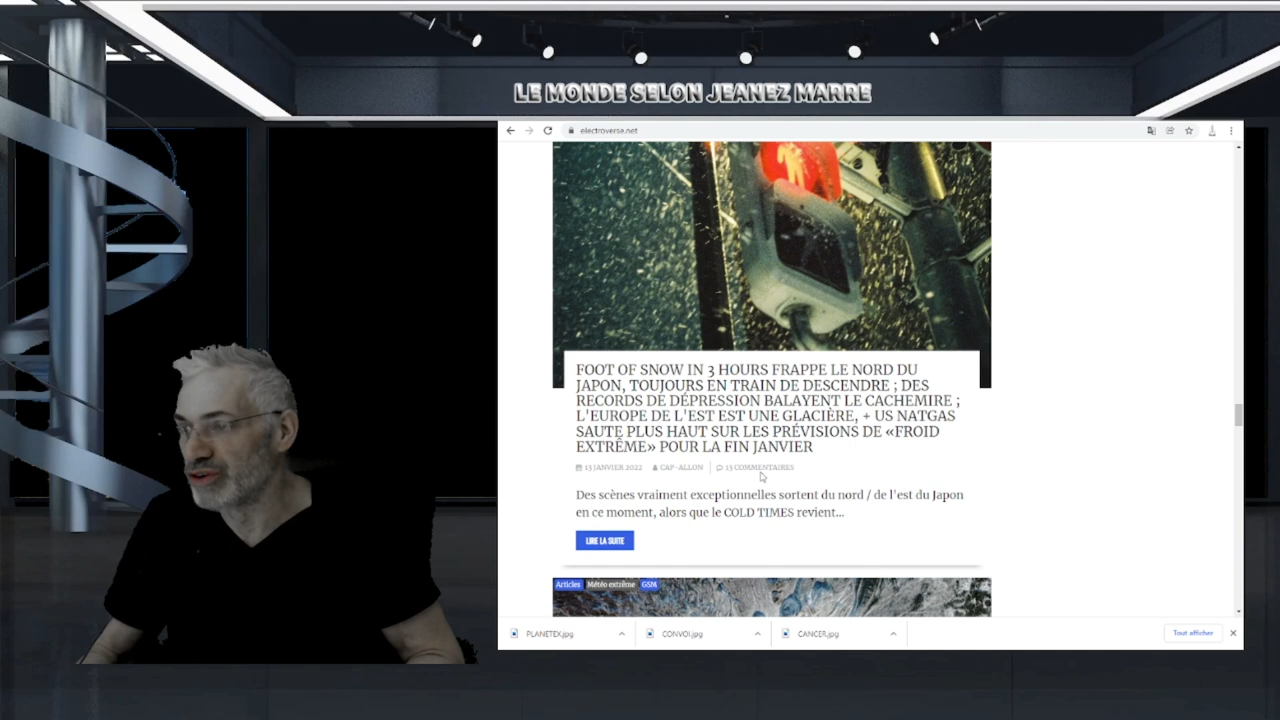 LE MONDE SELON JEANEZ MARRE
electroverse.net
FOOT OF SNOW IN 3 HOURS FRAPPE LE NORD DU
JAPON, TOUJOURS EN TRAIN DE DESCENDRE ; DES
RECORDS DE DÉPRESSION BALAYENT LE CACHEMIRE ;
L'EUROPE DE L'EST EST UNE GLACIÈRE, + US NATGAS
SAUTE PLUS HAUT SUR LES PRÉVISIONS DE «FROID
EXTRÊME» POUR LA FIN JANVIER
13 JANVIER 2022 CAP-ALLON 13 COMMENTAIRES
Des scènes vraiment exceptionnelles sortent du nord / de l'est du Japon
en ce moment, alors que le COLD TIMES revient...
LIRE LA SUITE
Articles Météo extrême GSM
PLANETEX.jpg CONVOI.jpg CANCER.jpg Tout afficher